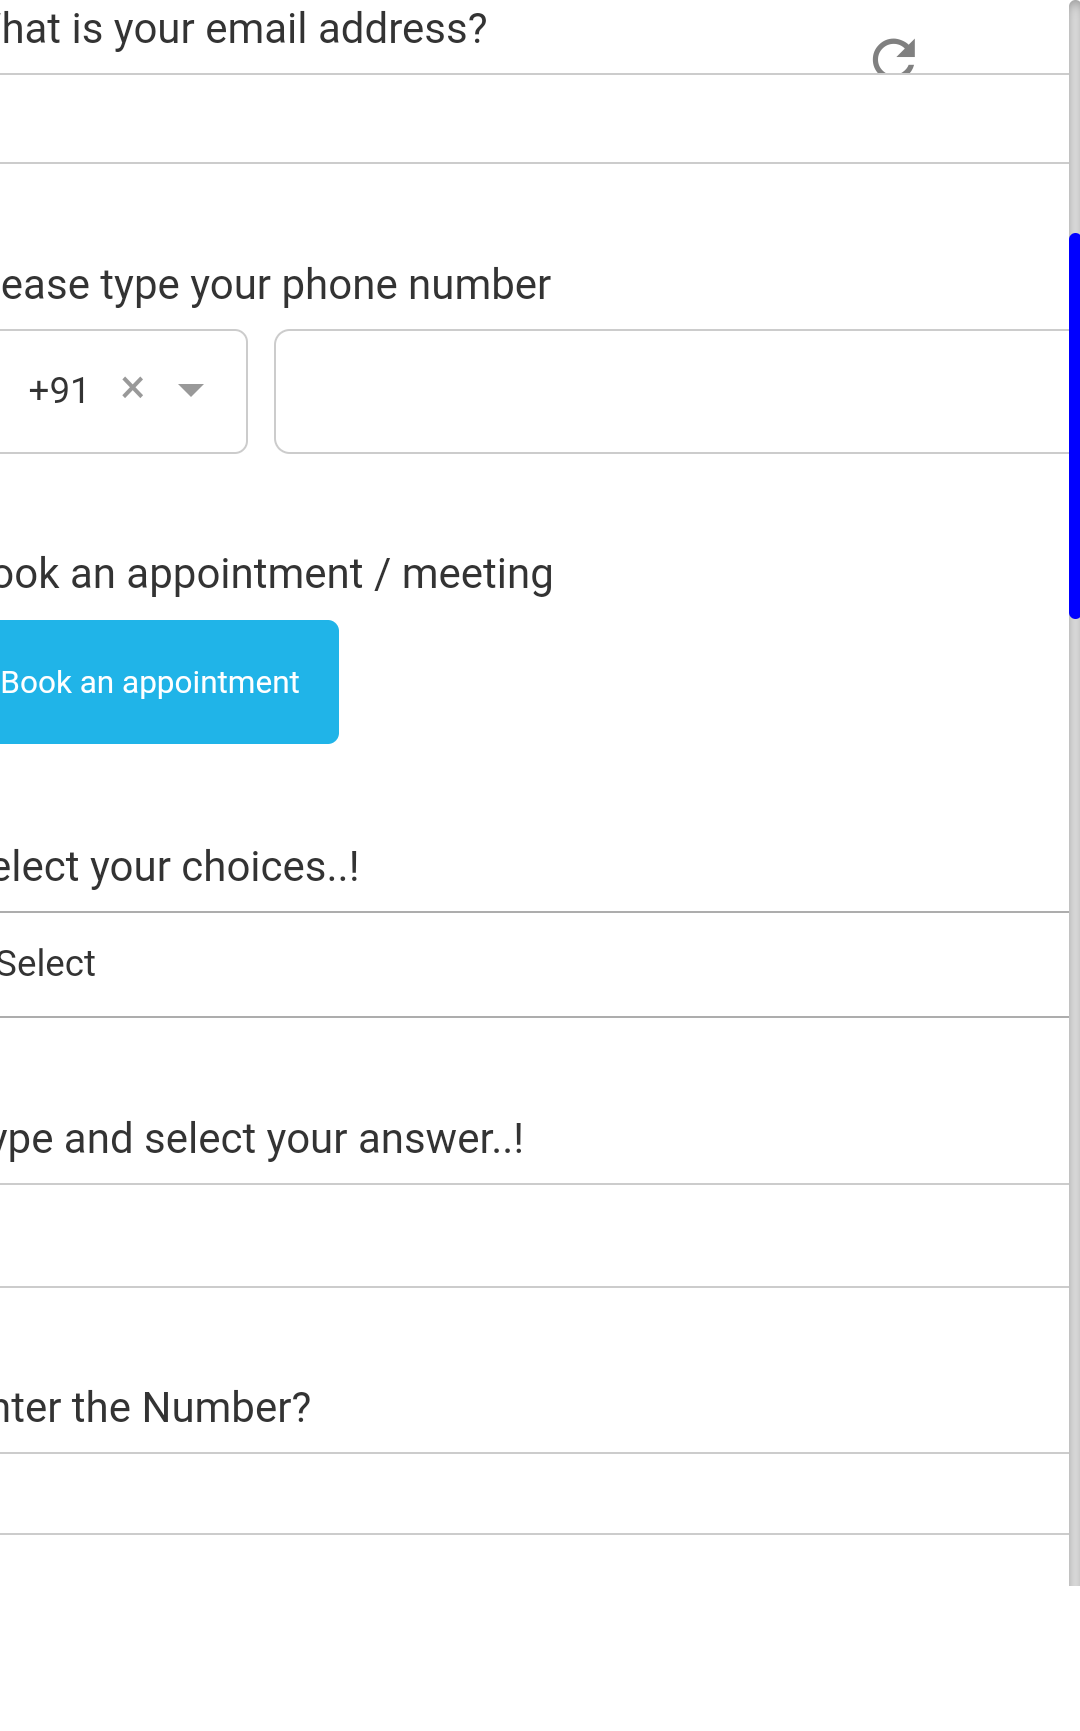 hat is your email address?
ease type your phone number
+91
ook an appointment / meeting
Book an appointment
elect your choices..!
Select
ype and select your answer..!
nter the Number?